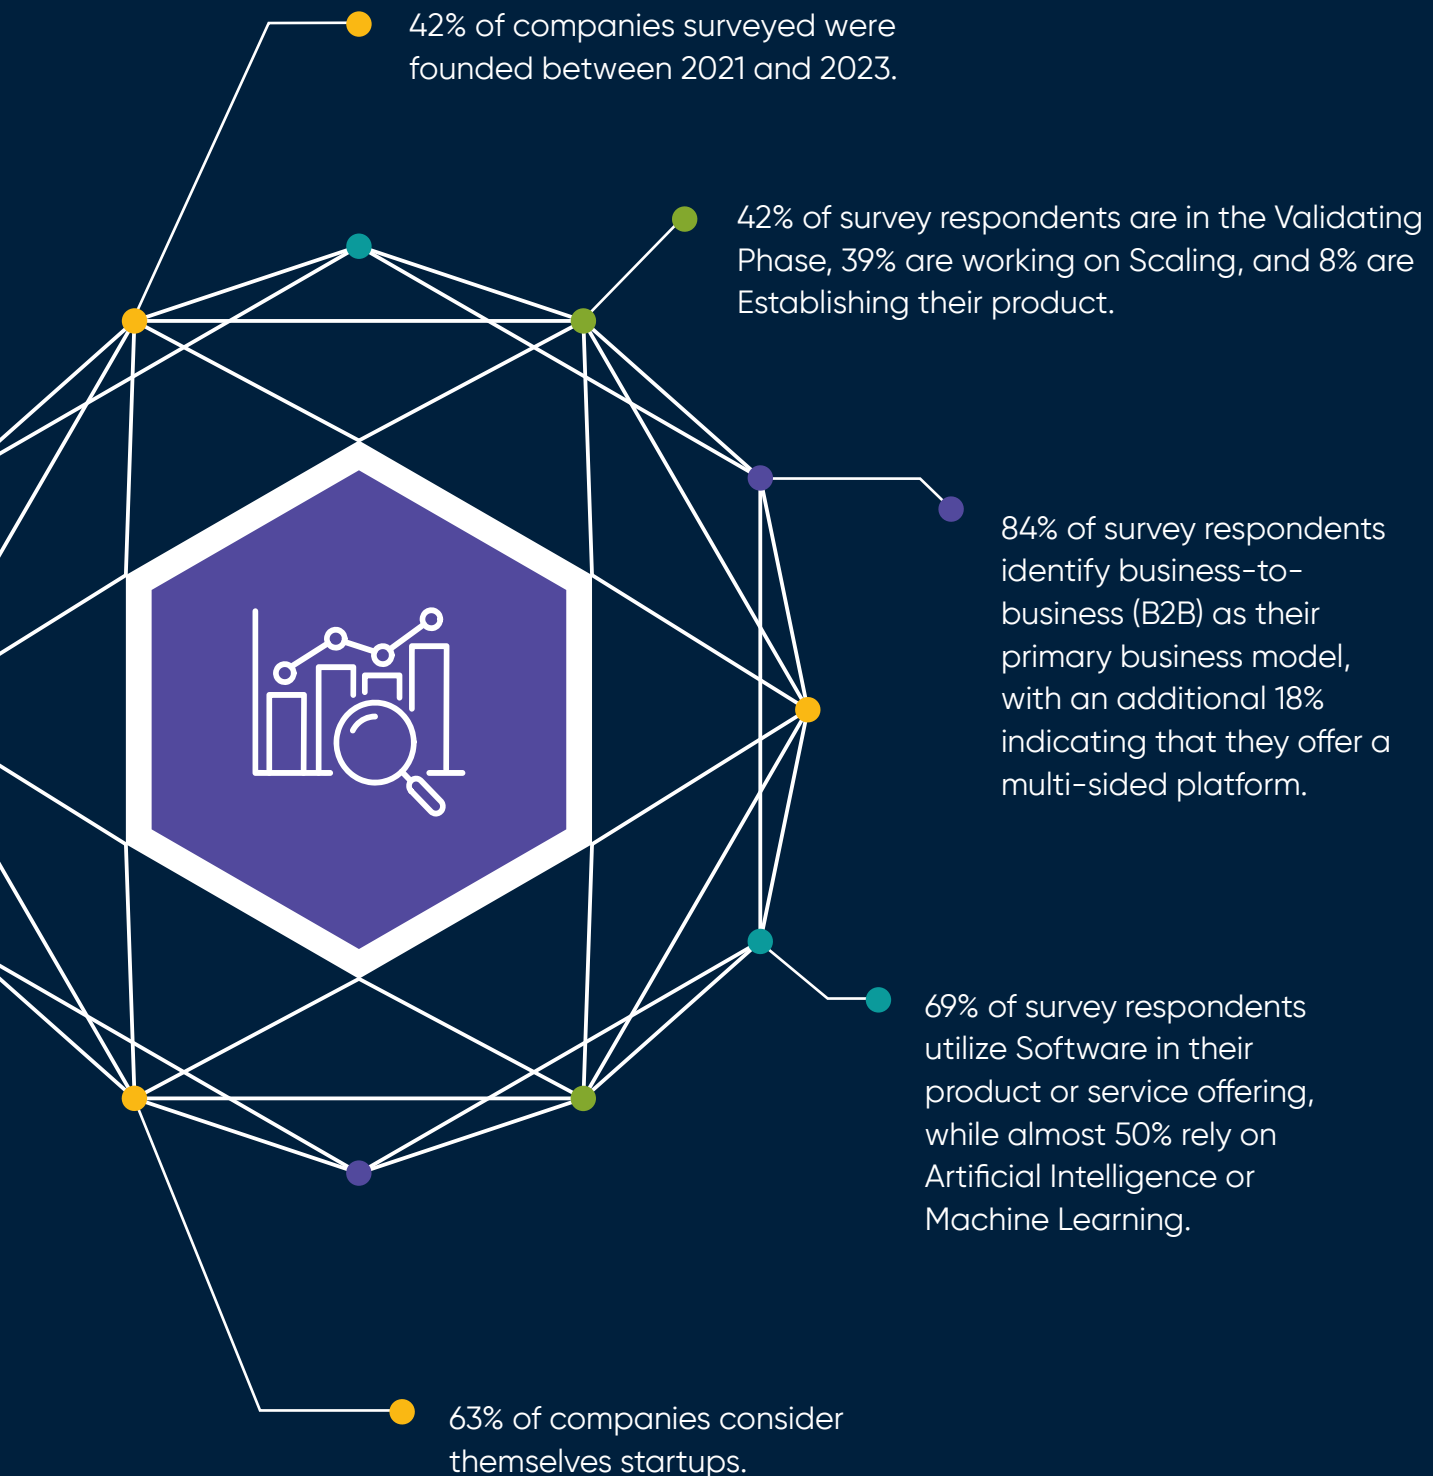 42% of companies surveyed were
founded between 2021 and 2023.
42% of survey respondents are in the Validating
Phase, 39% are working on Scaling, and 8% are
Establishing their product.
84% of survey respondents
identify business-to-
business (B2B) as their
primary business model,
with an additional 18%
indicating that they offer a
multi-sided platform.
69% of survey respondents
utilize Software in their
product or service offering,
while almost 50% rely on
Artificial Intelligence or
Machine Learning.
63% of companies consider
themselves startups.